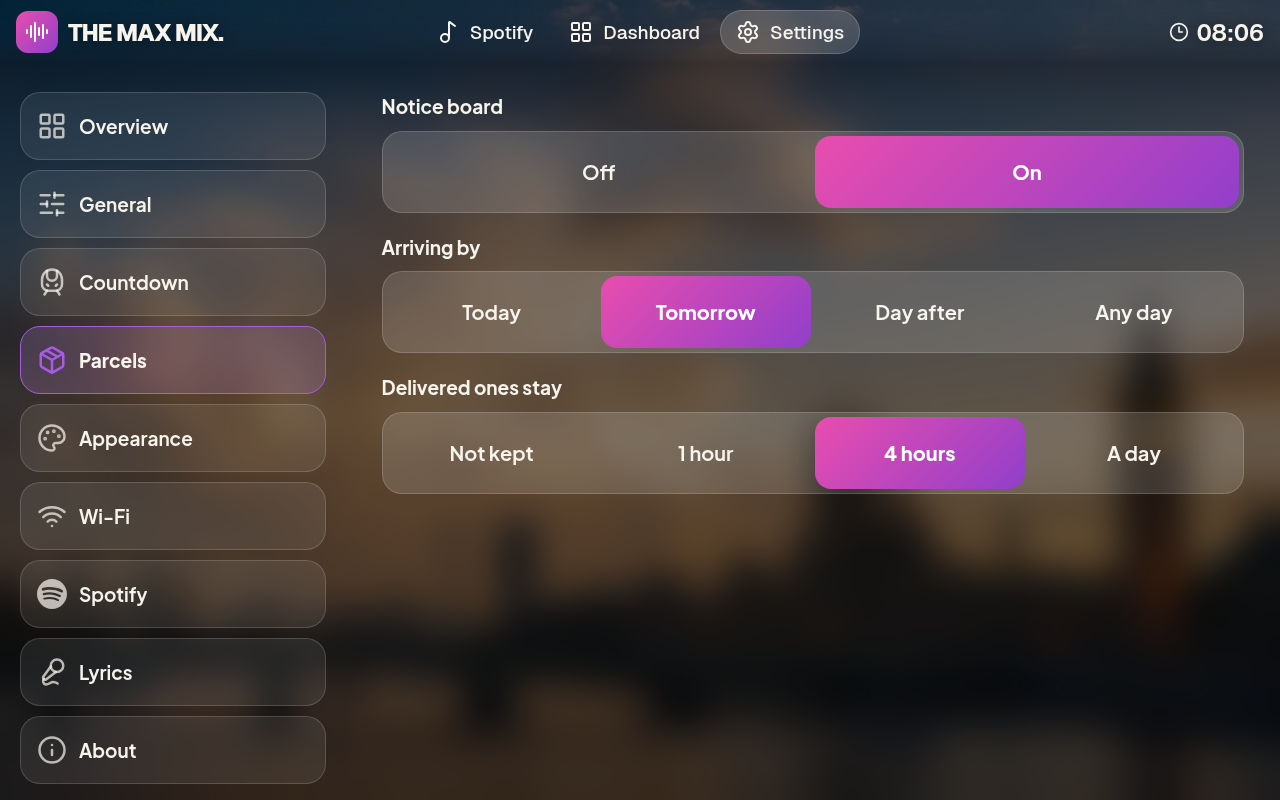 THE MAX MIX.
Spotify
Dashboard
Settings
08:06
Overview
General
Countdown
Parcels
Appearance
Wi-Fi
Spotify
Lyrics
About
Notice board
Off
On
Arriving by
Today
Tomorrow
Day after
Any day
Delivered ones stay
Not kept
1 hour
4 hours
A day